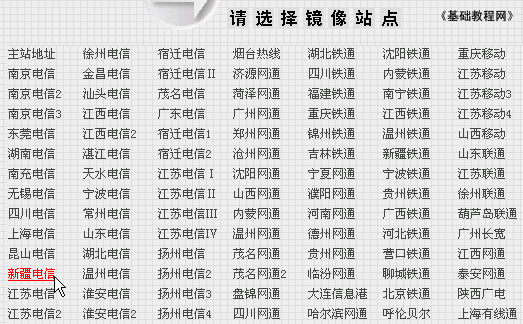 请选择镜像站点 《基础教程网》
主站地址 徐州电信 宿迁电信 烟台热线 湖北铁通 沈阳铁通 重庆移动
南京电信 金昌电信 宿迁电信II 济源网通 四川铁通 内蒙铁通 江苏移动
南京电信2 汕头电信 茂名电信 菏泽网通 福建铁通 南宁铁通 江苏移动3
南京电信3 江西电信 广东电信 广州网通 重庆铁通 江西铁通 江苏移动4
东莞电信 江西电信2 宿迁电信1 郑州网通 锦州铁通 温州铁通 山西移动
湖南电信 湛江电信 宿迁电信2 沧州网通 吉林铁通 新疆铁通 山东联通
南充电信 天水电信 江苏电信I 沈阳网通 宁夏网通 宁波铁通 江苏联通
无锡电信 宁波电信 江苏电信II 山西网通 濮阳网通 贵州铁通 徐州联通
四川电信 常州电信 江苏电信III 内蒙网通 河南网通 广西铁通 葫芦岛联通
上海电信 山东电信 江苏电信IV 温州网通 德州网通 河北铁通 广州长宽
昆山电信 湖北电信 扬州电信 茂名网通 贵州网通 营口铁通 江西网通
新疆电信 温州电信 扬州电信2 茂名网通2 临汾网通 聊城铁通 泰安网通
江苏电信 淮安电信 扬州电信3 盘锦网通 大连信息港 北京铁通 陕西广电
江苏电信2 淮安电信2 扬州电信4 四川网通 哈尔滨网通 呼伦贝尔 上海有线通